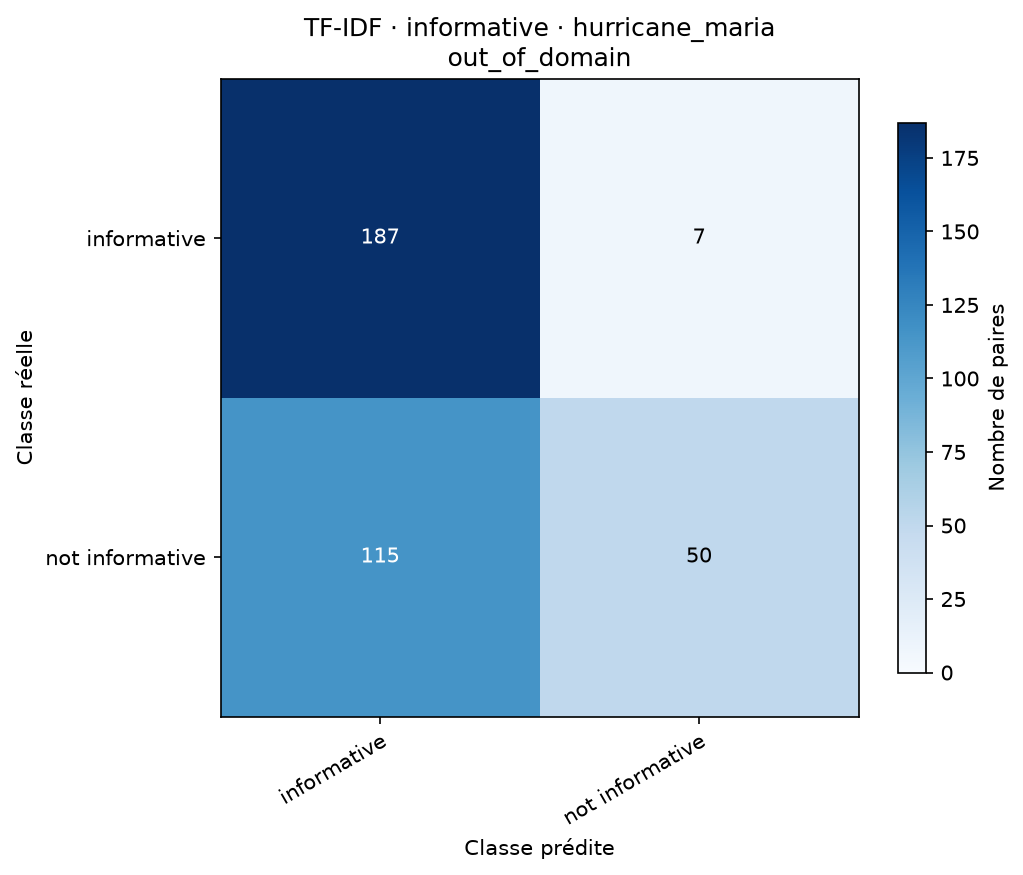 TF-IDF · informative · hurricane_maria
out_of_domain
informative
187
7
not informative
115
50
informative
not informative
Classe prédite
Classe réelle
175
150
125
100
75
50
25
0
Nombre de paires